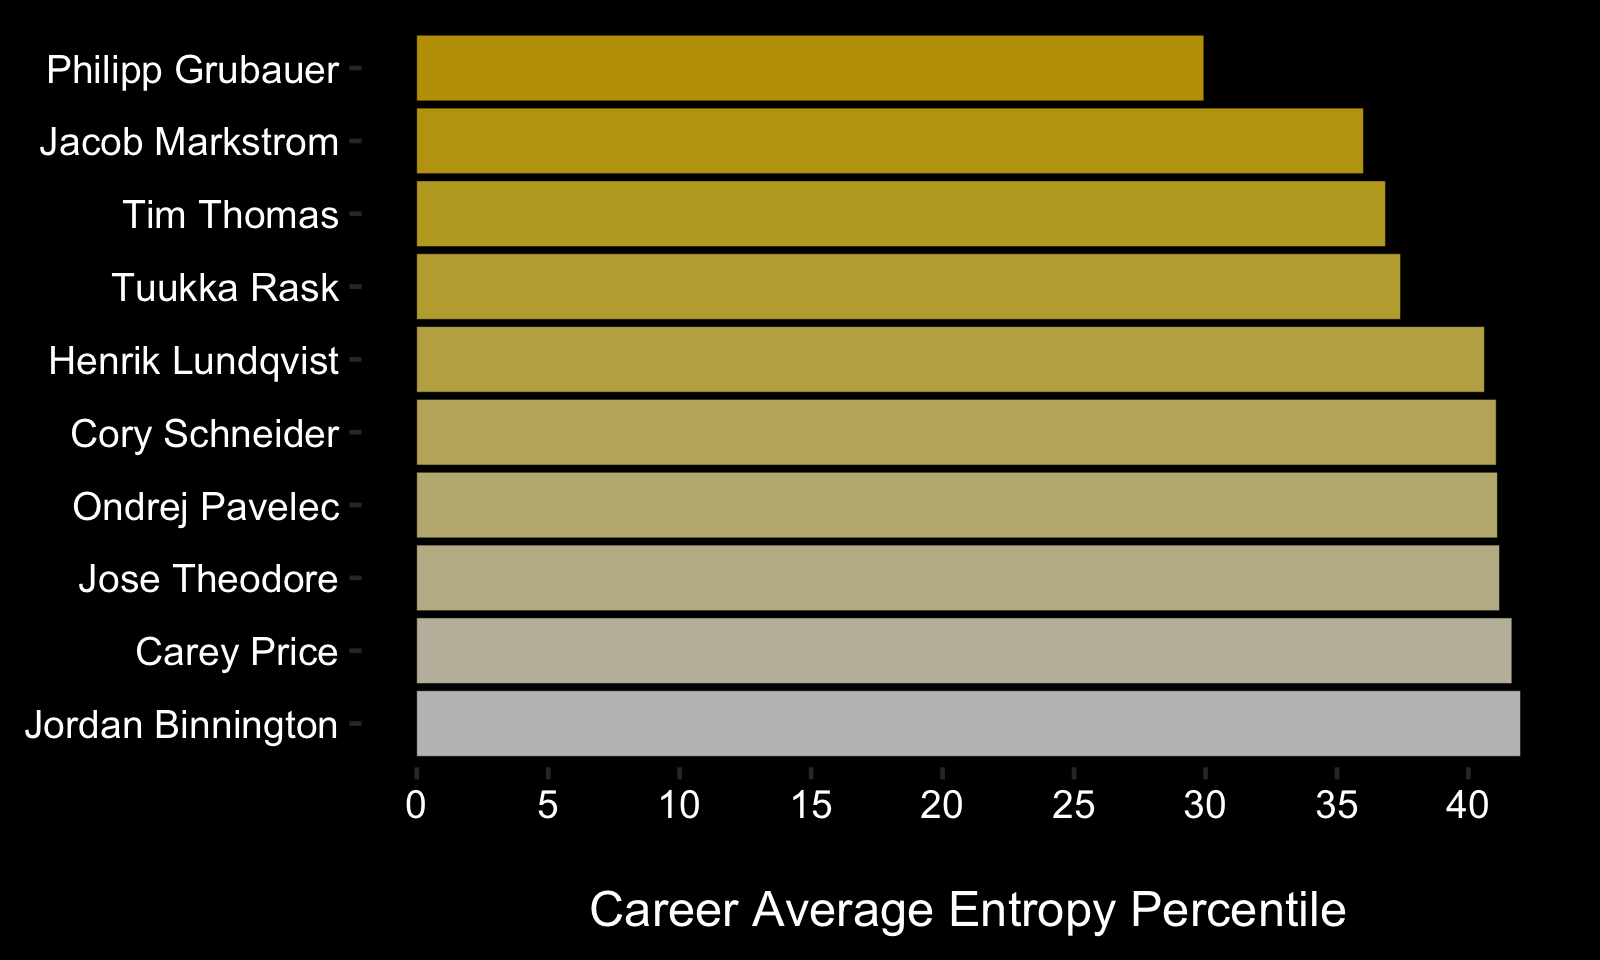 Philipp Grubauer
Jacob Markstrom
Tim Thomas
Tuukka Rask
Henrik Lundqvist
Cory Schneider
Ondrej Pavelec
Jose Theodore
Carey Price
Jordan Binnington
0 5 10 15 20 25 30 35 40
Career Average Entropy Percentile